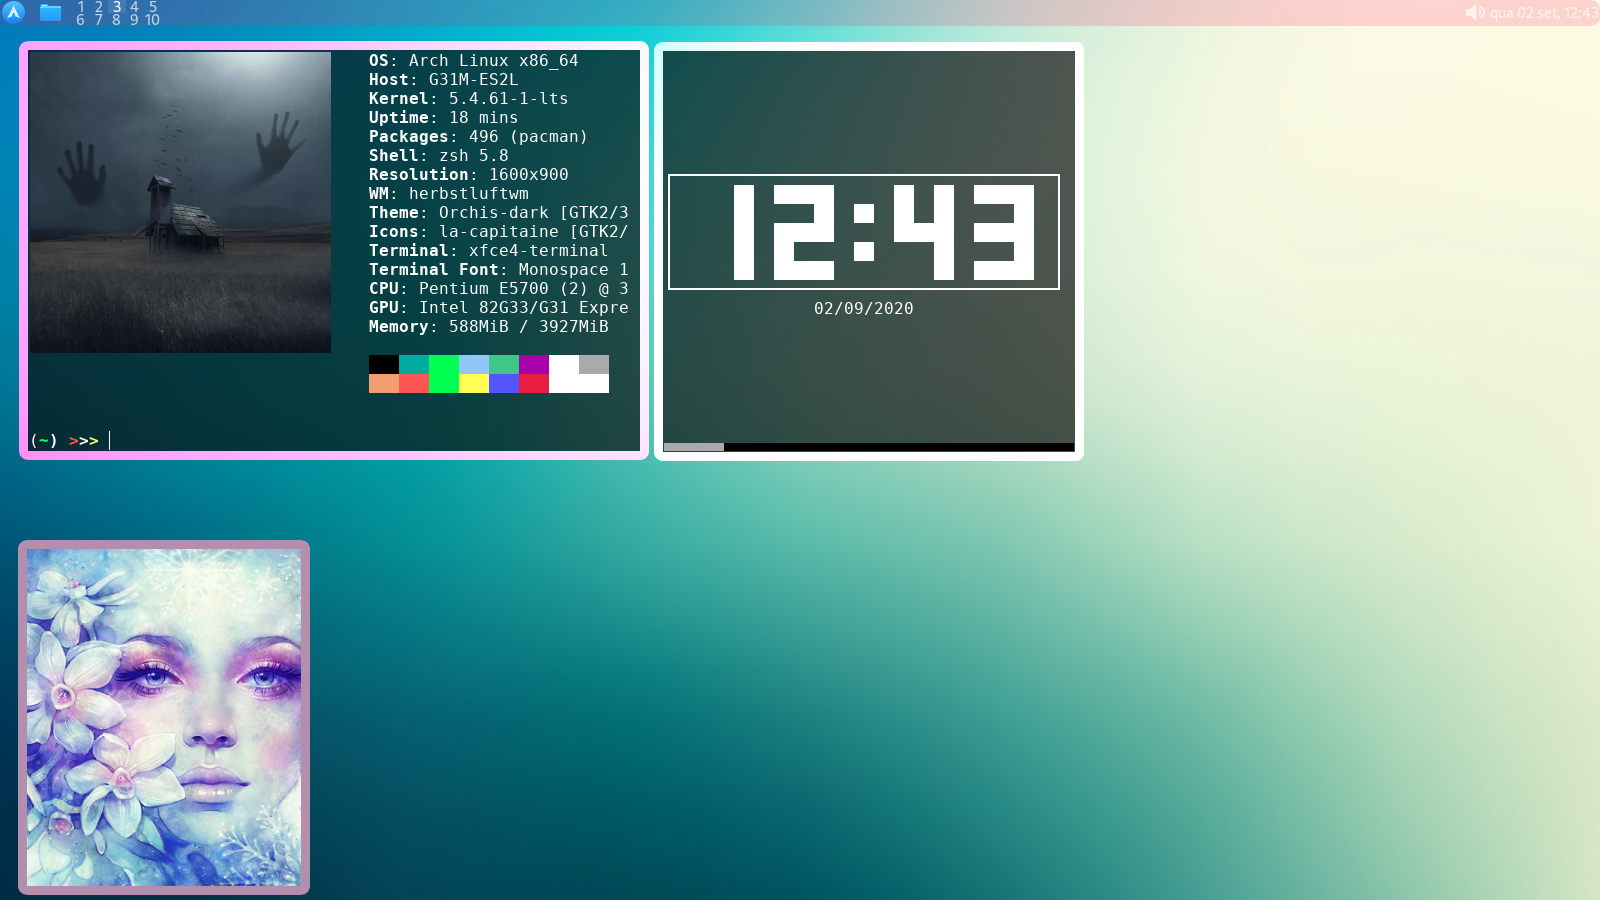 1 2 3 4 5
6 7 8 9 10
qua 02 set, 12:43
OS: Arch Linux x86_64
Host: G31M-ES2L
Kernel: 5.4.61-1-lts
Uptime: 18 mins
Packages: 496 (pacman)
Shell: zsh 5.8
Resolution: 1600x900
WM: herbstluftwm
Theme: Orchis-dark [GTK2/3
Icons: la-capitaine [GTK2/
Terminal: xfce4-terminal
Terminal Font: Monospace 1
CPU: Pentium E5700 (2) @ 3
GPU: Intel 82G33/G31 Expre
Memory: 588MiB / 3927MiB
(~) >>>
12:43
02/09/2020